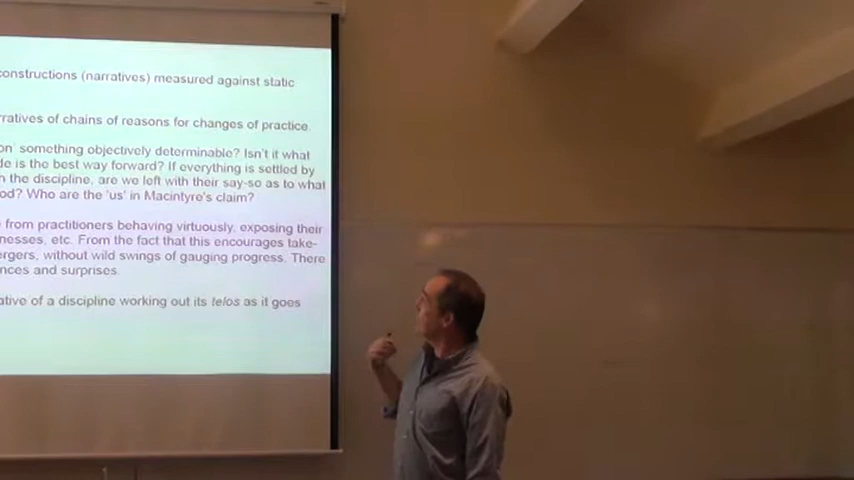 constructions (narratives) measured against static
rratives of chains of reasons for changes of practice
on' something objectively determinable? Isn't it what
de is the best way forward? If everything is settled by
h the discipline, are we left with their say-so as to what
od? Who are the 'us' in Macintyre's claim?
e from practitioners behaving virtuously, exposing their
nesses, etc. From the fact that this encourages take-
ergers, without wild swings of gauging progress. There
nces and surprises.
ative of a discipline working out its telos as it goes